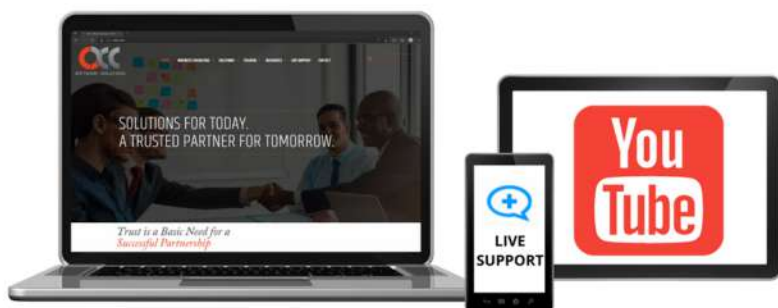 SOLUTIONS FOR TODAY.
A TRUSTED PARTNER FOR TOMORROW.
Trust is a Basic Need for a
Successful Partnership
LIVE
SUPPORT
You
Tube